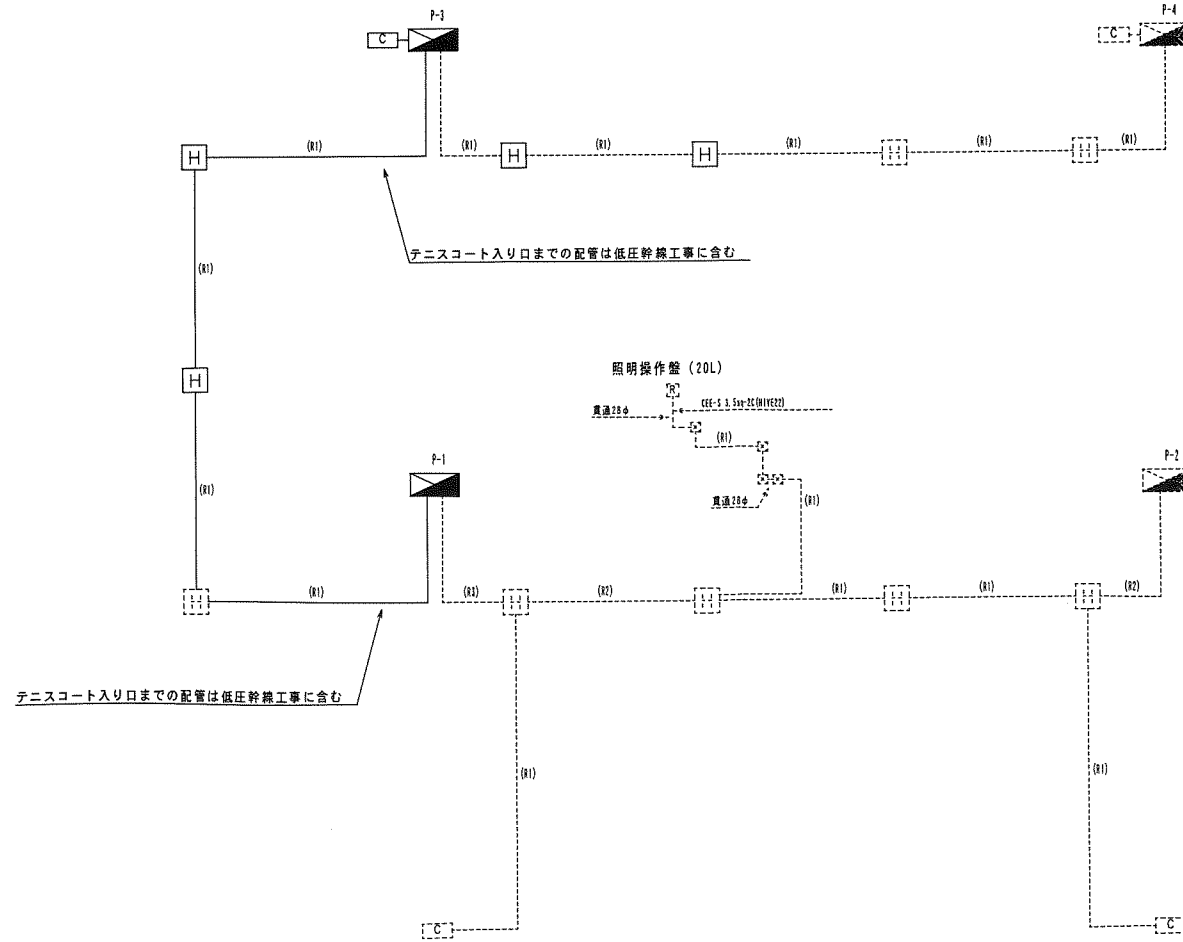 P-3
P-4
C
C
(R1)
(R1)
(R1)
(R1)
(R1)
(R1)
H
H
H
H
H
テニスコート入り口までの配管は低圧幹線工事に含む
(R1)
照明操作盤 (20L)
R
貫通28φ
CEE-S 3.5sq-2C(HIVE22)
H
(R1)
P-1
P-2
貫通28φ
(R1)
(R1)
(R1)
(R3)
(R2)
(R1)
(R1)
(R2)
H
H
H
H
H
テニスコート入り口までの配管は低圧幹線工事に含む
(R1)
(R1)
C
C